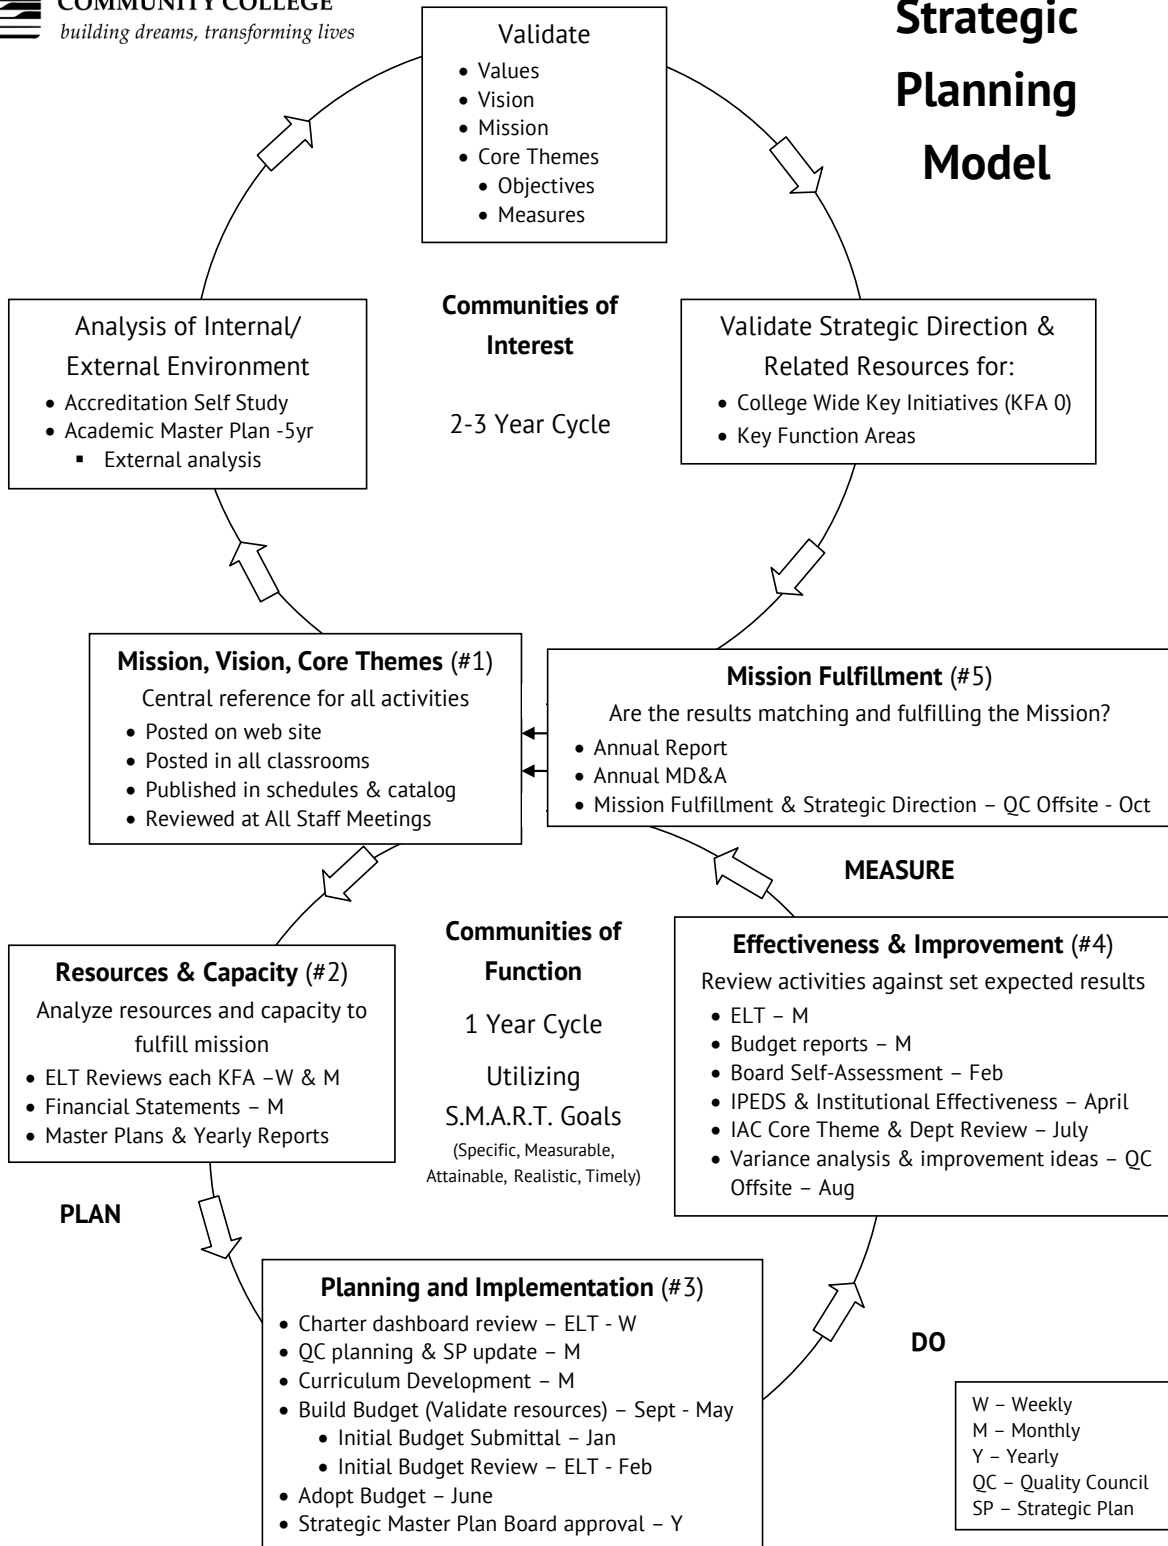 COMMUNITY COLLEGE
building dreams, transforming lives
Strategic
Planning
Model
Validate
• Values
• Vision
• Mission
• Core Themes
• Objectives
• Measures
Analysis of Internal/
External Environment
• Accreditation Self Study
• Academic Master Plan -5yr
▪ External analysis
Communities of
Interest
2-3 Year Cycle
Validate Strategic Direction &
Related Resources for:
• College Wide Key Initiatives (KFA 0)
• Key Function Areas
Mission, Vision, Core Themes (#1)
Central reference for all activities
• Posted on web site
• Posted in all classrooms
• Published in schedules & catalog
• Reviewed at All Staff Meetings
Mission Fulfillment (#5)
Are the results matching and fulfilling the Mission?
• Annual Report
• Annual MD&A
• Mission Fulfillment & Strategic Direction – QC Offsite - Oct
MEASURE
Resources & Capacity (#2)
Analyze resources and capacity to
fulfill mission
• ELT Reviews each KFA –W & M
• Financial Statements – M
• Master Plans & Yearly Reports
Communities of
Function
1 Year Cycle
Utilizing
S.M.A.R.T. Goals
(Specific, Measurable,
Attainable, Realistic, Timely)
Effectiveness & Improvement (#4)
Review activities against set expected results
• ELT – M
• Budget reports – M
• Board Self-Assessment – Feb
• IPEDS & Institutional Effectiveness – April
• IAC Core Theme & Dept Review – July
• Variance analysis & improvement ideas – QC
Offsite – Aug
PLAN
Planning and Implementation (#3)
• Charter dashboard review – ELT - W
• QC planning & SP update – M
• Curriculum Development – M
• Build Budget (Validate resources) – Sept - May
• Initial Budget Submittal – Jan
• Initial Budget Review – ELT - Feb
• Adopt Budget – June
• Strategic Master Plan Board approval – Y
DO
W – Weekly
M – Monthly
Y – Yearly
QC – Quality Council
SP – Strategic Plan